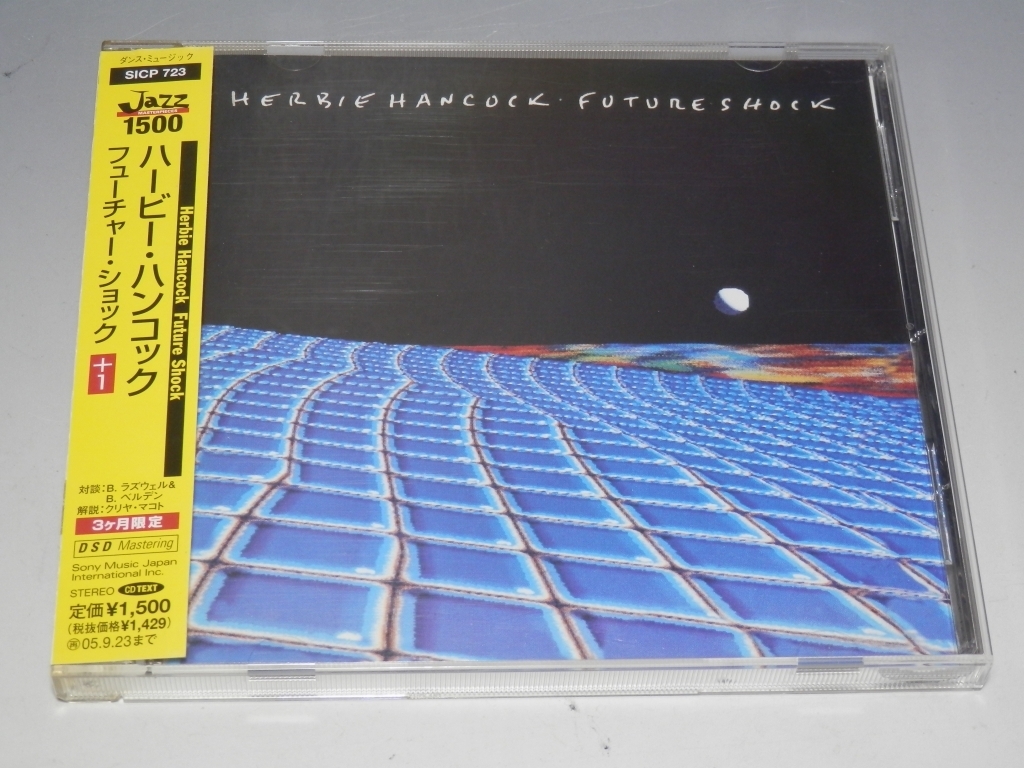 ダンス・ミュージック
SICP 723
Jazz
MASTERPIECES
1500
ハービー・ハンコック
フューチャー・ショック +1
Herbie Hancock Future Shock
対談:B. ラズウェル&
B. ベルデン
解説:クリヤ・マコト
3ヶ月限定
DSD Mastering
Sony Music Japan
International Inc.
STEREO CD TEXT
定価¥1,500
(税抜価格¥1,429)
再05.9.23まで
HERBIE HANCOCK · FUTURE SHOCK